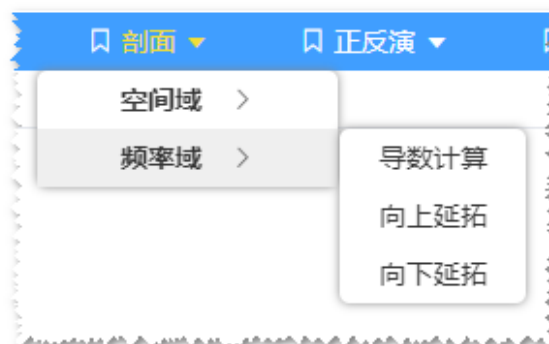 剖面 正反演
空间域
频率域
导数计算
向上延拓
向下延拓